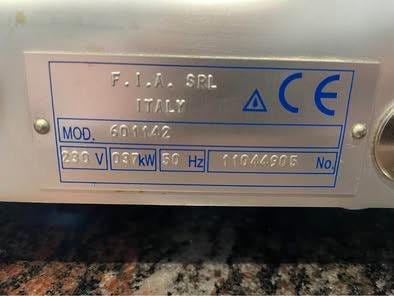 F.I.A. SRL
ITALY
CE
MOD. 601142
230 V 037kW 50 Hz 11044905 No.